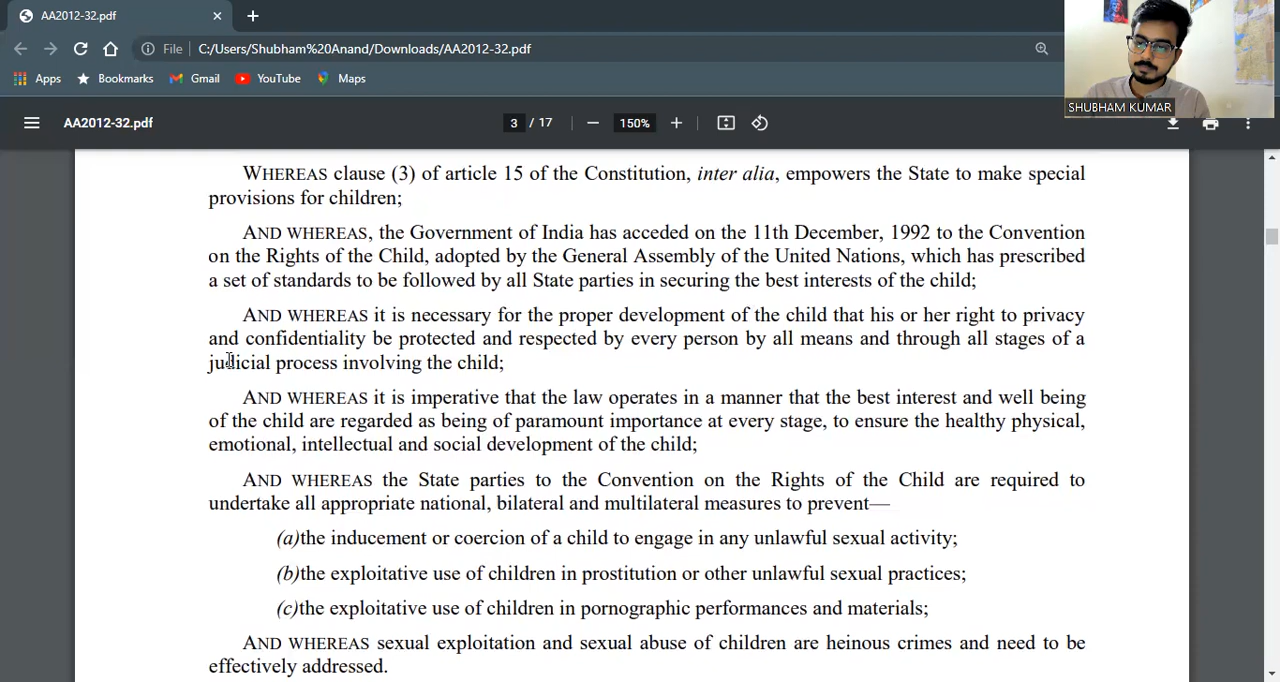 AA2012-32.pdf
File C:/Users/Shubham%20Anand/Downloads/AA2012-32.pdf
Apps Bookmarks Gmail YouTube Maps
SHUBHAM KUMAR
AA2012-32.pdf 3 / 17 150%
WHEREAS clause (3) of article 15 of the Constitution, inter alia, empowers the State to make special
provisions for children;
AND WHEREAS, the Government of India has acceded on the 11th December, 1992 to the Convention
on the Rights of the Child, adopted by the General Assembly of the United Nations, which has prescribed
a set of standards to be followed by all State parties in securing the best interests of the child;
AND WHEREAS it is necessary for the proper development of the child that his or her right to privacy
and confidentiality be protected and respected by every person by all means and through all stages of a
judicial process involving the child;
AND WHEREAS it is imperative that the law operates in a manner that the best interest and well being
of the child are regarded as being of paramount importance at every stage, to ensure the healthy physical,
emotional, intellectual and social development of the child;
AND WHEREAS the State parties to the Convention on the Rights of the Child are required to
undertake all appropriate national, bilateral and multilateral measures to prevent—
(a)the inducement or coercion of a child to engage in any unlawful sexual activity;
(b)the exploitative use of children in prostitution or other unlawful sexual practices;
(c)the exploitative use of children in pornographic performances and materials;
AND WHEREAS sexual exploitation and sexual abuse of children are heinous crimes and need to be
effectively addressed.